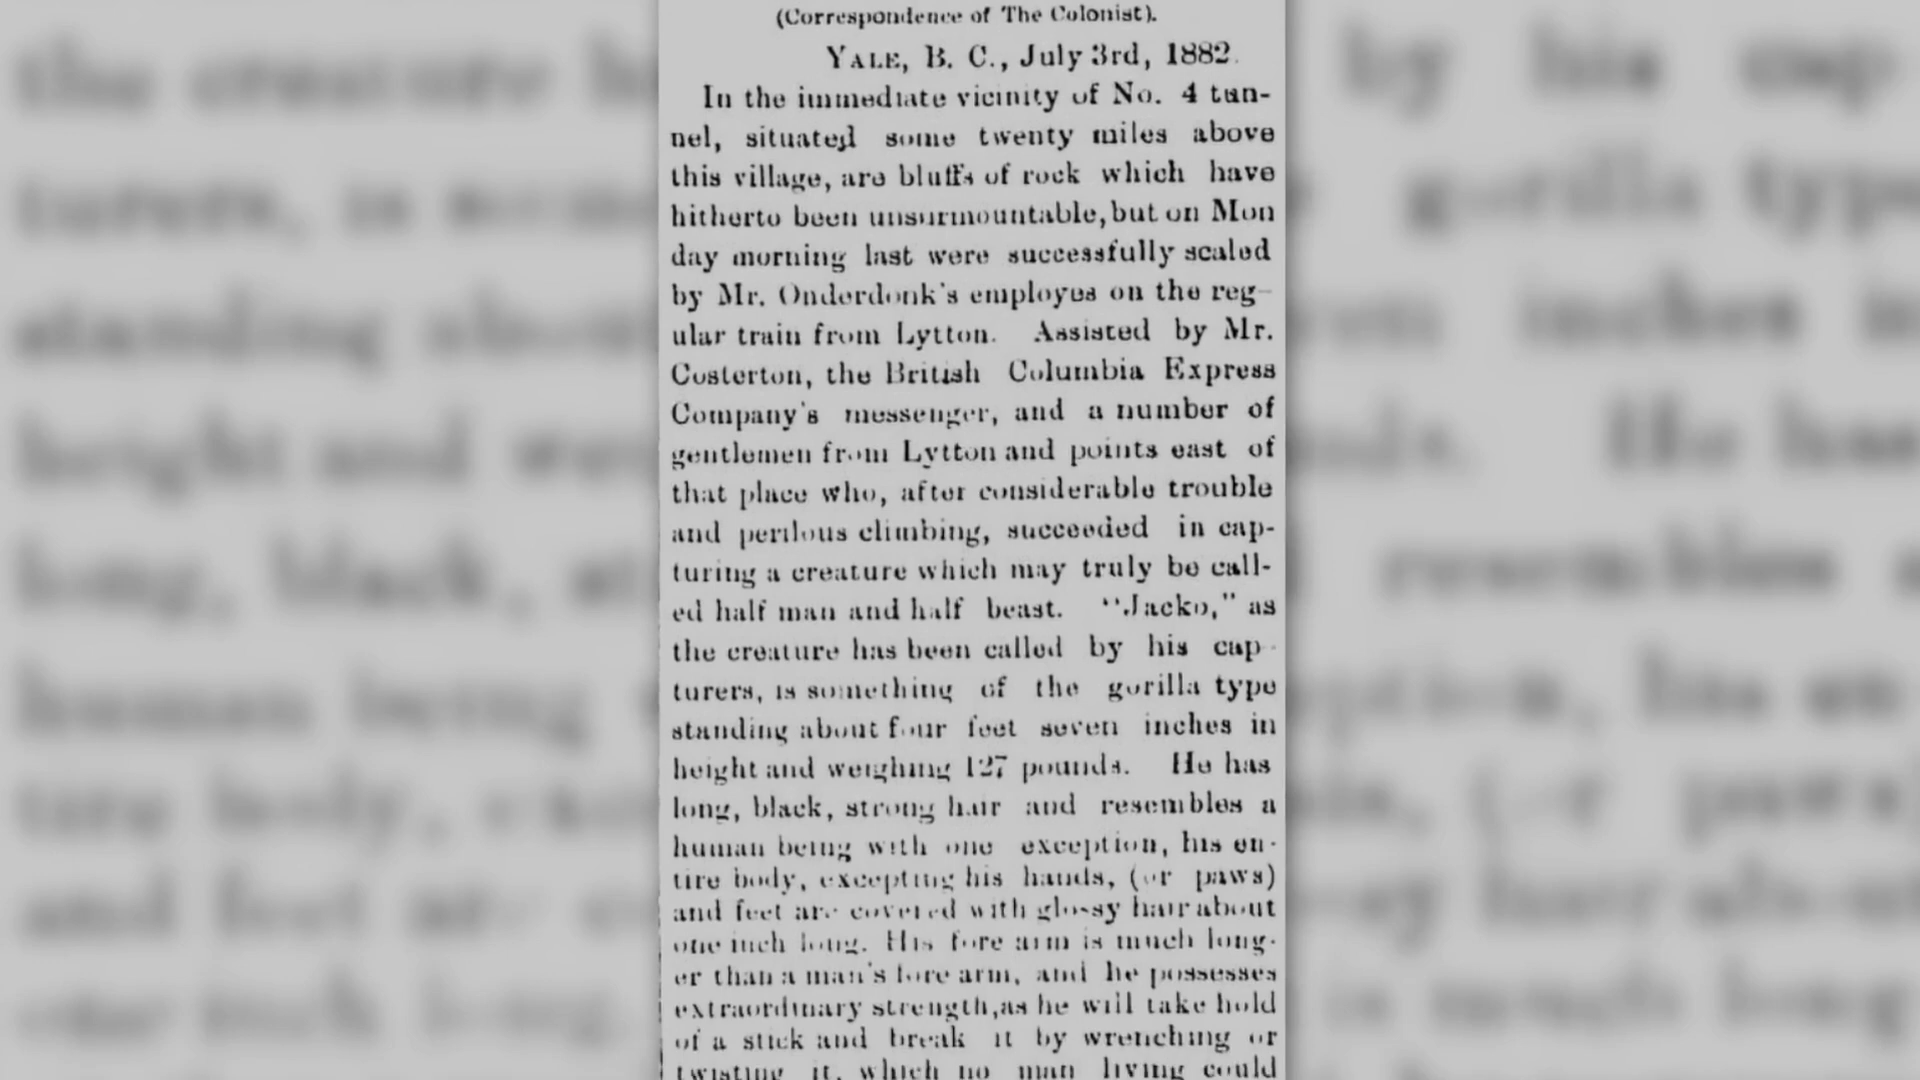 (Correspondence of The Colonist).
YALE, B. C., July 3rd, 1882.
In the immediate vicinity of No. 4 tun-
nel, situated some twenty miles above
this village, are bluffs of rock which have
hitherto been unsurmountable, but on Mon
day morning last were successfully scaled
by Mr. Onderdonk's employes on the reg-
ular train from Lytton. Assisted by Mr.
Costerton, the British Columbia Express
Company's messenger, and a number of
gentlemen from Lytton and points east of
that place who, after considerable trouble
and perilous climbing, succeeded in cap-
turing a creature which may truly be call-
ed half man and half beast. "Jacko," as
the creature has been called by his cap-
turers, is something of the gorilla type
standing about four feet seven inches in
height and weighing 127 pounds. He has
long, black, strong hair and resembles a
human being with one exception, his en-
tire body, excepting his hands, (or paws)
and feet are covered with glossy hair about
one inch long. His fore arm is much long-
er than a man's fore arm, and he possesses
extraordinary strength, as he will take hold
of a stick and break it by wrenching or
twisting it, which no man living could